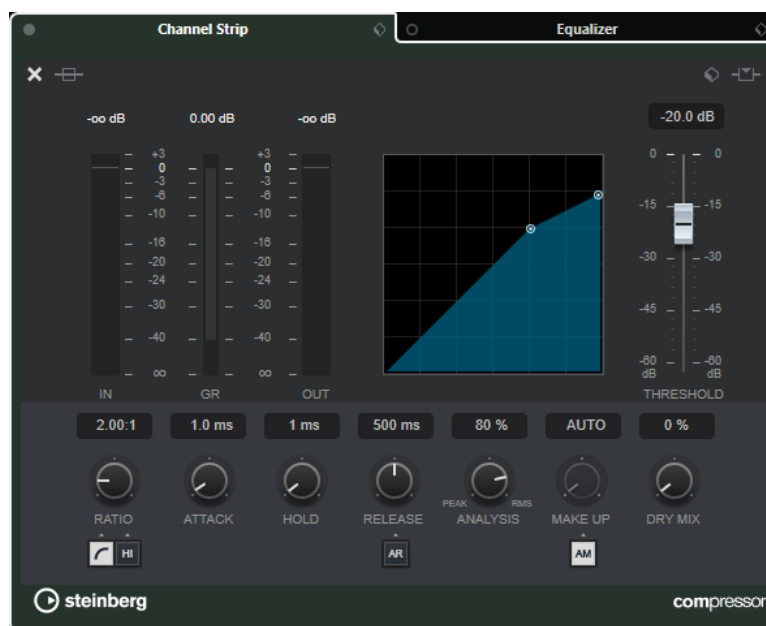 Channel Strip
Equalizer
-oo dB
0.00 dB
-oo dB
-20.0 dB
+3
+3
0
0
0
0
-3
-3
-6
-6
-10
-10
-15
-15
-16
-16
-20
-20
-24
-24
-30
-30
-30
-30
-40
-40
-45
-45
∞
∞
-60
-60
dB
dB
IN
GR
OUT
THRESHOLD
2.00:1
1.0 ms
1 ms
500 ms
80 %
AUTO
0 %
PEAK
RMS
RATIO
ATTACK
HOLD
RELEASE
ANALYSIS
MAKE UP
DRY MIX
HI
AR
AM
steinberg
compressor